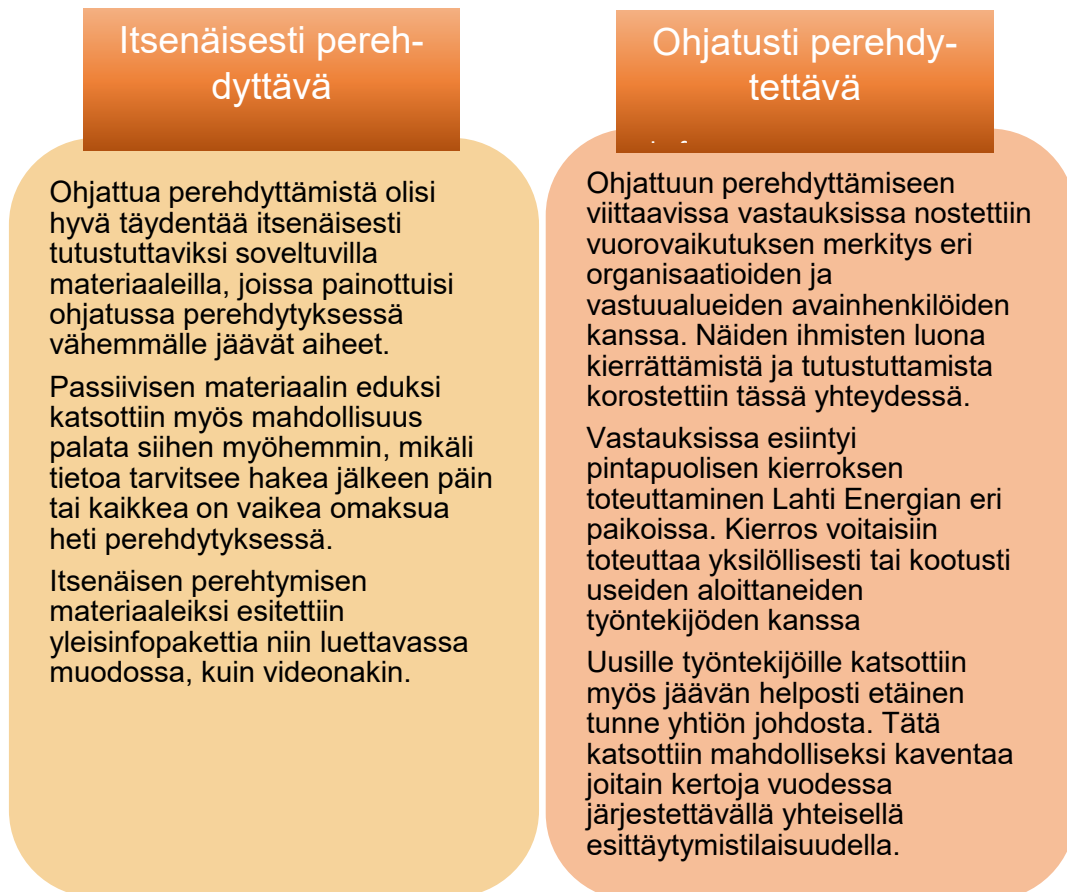 Itsenäisesti pereh-
dyttävä
Ohjattua perehdyttämistä olisi
hyvä täydentää itsenäisesti
tutustuttaviksi soveltuvilla
materiaaleilla, joissa painottuisi
ohjatussa perehdytyksessä
vähemmälle jäävät aiheet.
Passiivisen materiaalin eduksi
katsottiin myös mahdollisuus
palata siihen myöhemmin, mikäli
tietoa tarvitsee hakea jälkeen päin
tai kaikkea on vaikea omaksua
heti perehdytyksessä.
Itsenäisen perehtymisen
materiaaleiksi esitettiin
yleisinfopakettia niin luettavassa
muodossa, kuin videonakin.
Ohjatusti perehdy-
tettävä
Ohjattuun perehdyttämiseen
viittaavissa vastauksissa nostettiin
vuorovaikutuksen merkitys eri
organisaatioiden ja
vastuualueiden avainhenkilöiden
kanssa. Näiden ihmisten luona
kierrättämistä ja tutustuttamista
korostettiin tässä yhteydessä.
Vastauksissa esiintyi
pintapuolisen kierroksen
toteuttaminen Lahti Energian eri
paikoissa. Kierros voitaisiin
toteuttaa yksilöllisesti tai kootusti
useiden aloittaneiden
työntekijöden kanssa
Uusille työntekijöille katsottiin
myös jäävän helposti etäinen
tunne yhtiön johdosta. Tätä
katsottiin mahdolliseksi kaventaa
joitain kertoja vuodessa
järjestettävällä yhteisellä
esittäytymistilaisuudella.